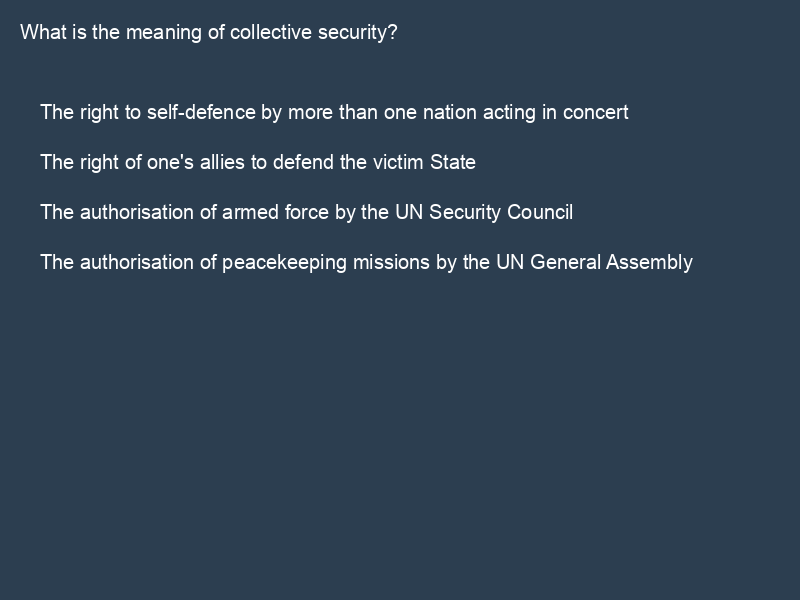 What is the meaning of collective security?
The right to self-defence by more than one nation acting in concert
The right of one's allies to defend the victim State
The authorisation of armed force by the UN Security Council
The authorisation of peacekeeping missions by the UN General Assembly